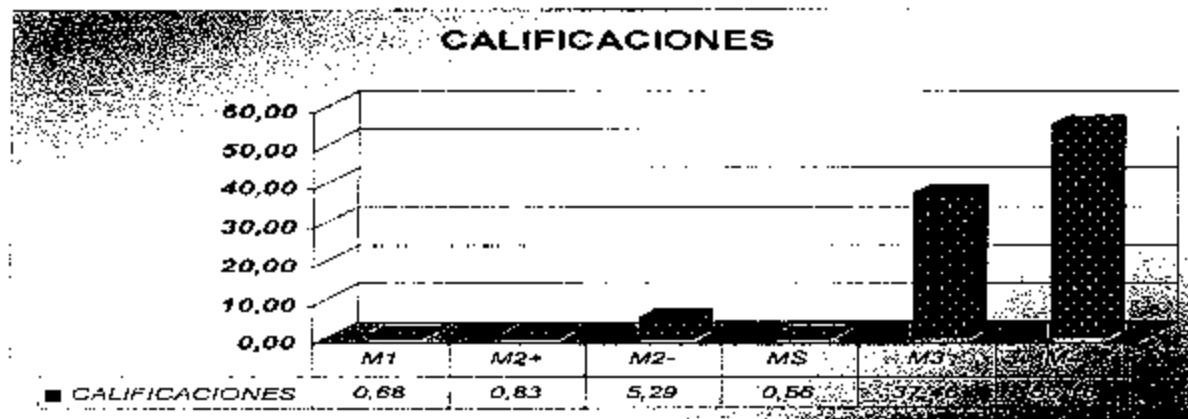 CALIFICACIONES
60,00
50,00
40,00
30,00
20,00
10,00
0,00
M1 M2+ M2- MS M3
CALIFICACIONES 0,68 0,83 5,29 0,56